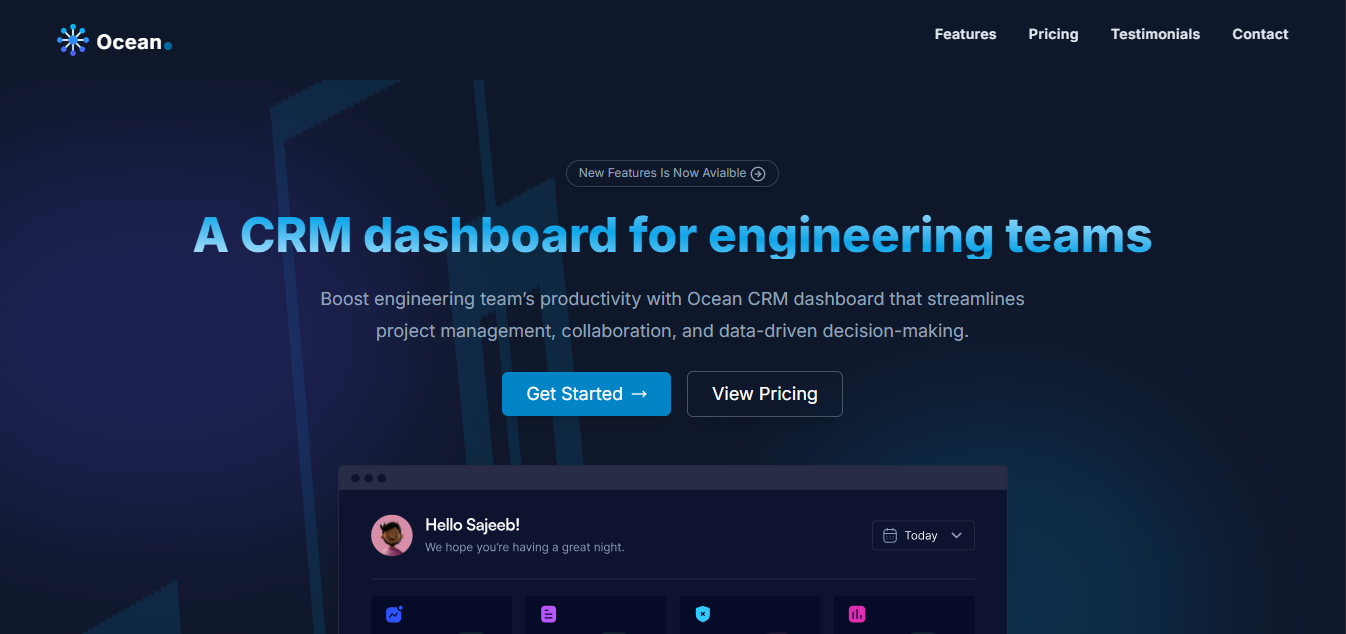 Ocean.
Features Pricing Testimonials Contact
New Features Is Now Avialble
A CRM dashboard for engineering teams
Boost engineering team’s productivity with Ocean CRM dashboard that streamlines
project management, collaboration, and data-driven decision-making.
Get Started → View Pricing
Hello Sajeeb!
We hope you're having a great night.
Today